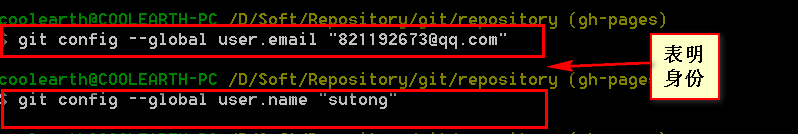 coolearth@COOLEARTH-PC /D/Soft/Repository/git/repository (gh-pages)
$ git config --global user.email "821192673@qq.com"
coolearth@COOLEARTH-PC /D/Soft/Repository/git/repository (gh-pages)
$ git config --global user.name "sutong"
表明
身份